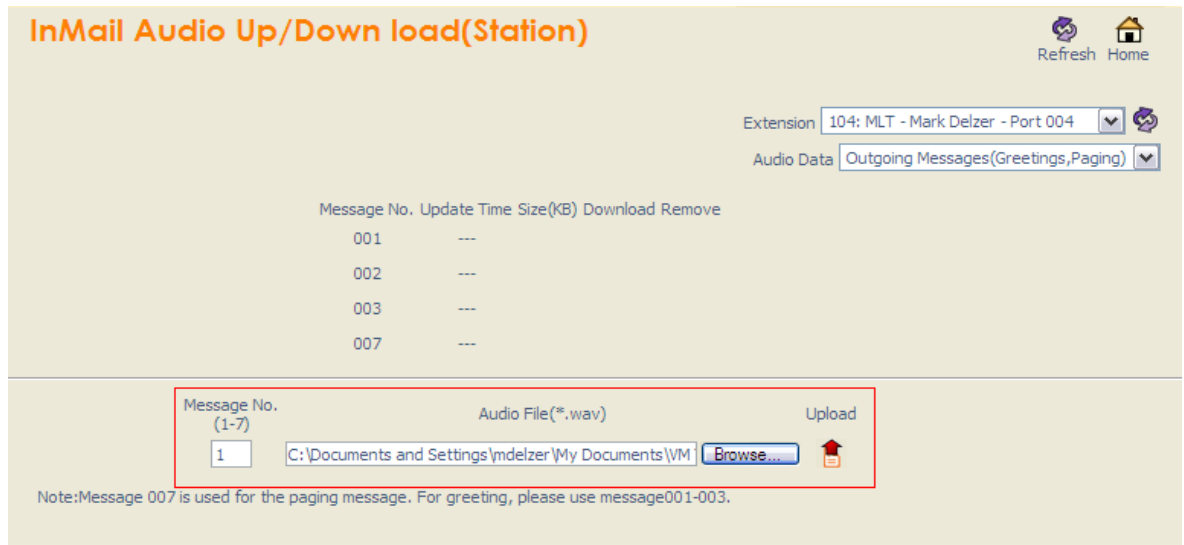 InMail Audio Up/Down load(Station)
Refresh Home
Extension 104: MLT - Mark Delzer - Port 004
Audio Data Outgoing Messages(Greetings,Paging)
Message No. Update Time Size(KB) Download Remove
001 ---
002 ---
003 ---
007 ---
Message No. (1-7) Audio File(*.wav) Upload
1 C:\Documents and Settings\mdelzer\My Documents\VM Browse...
Note:Message 007 is used for the paging message. For greeting, please use message001-003.